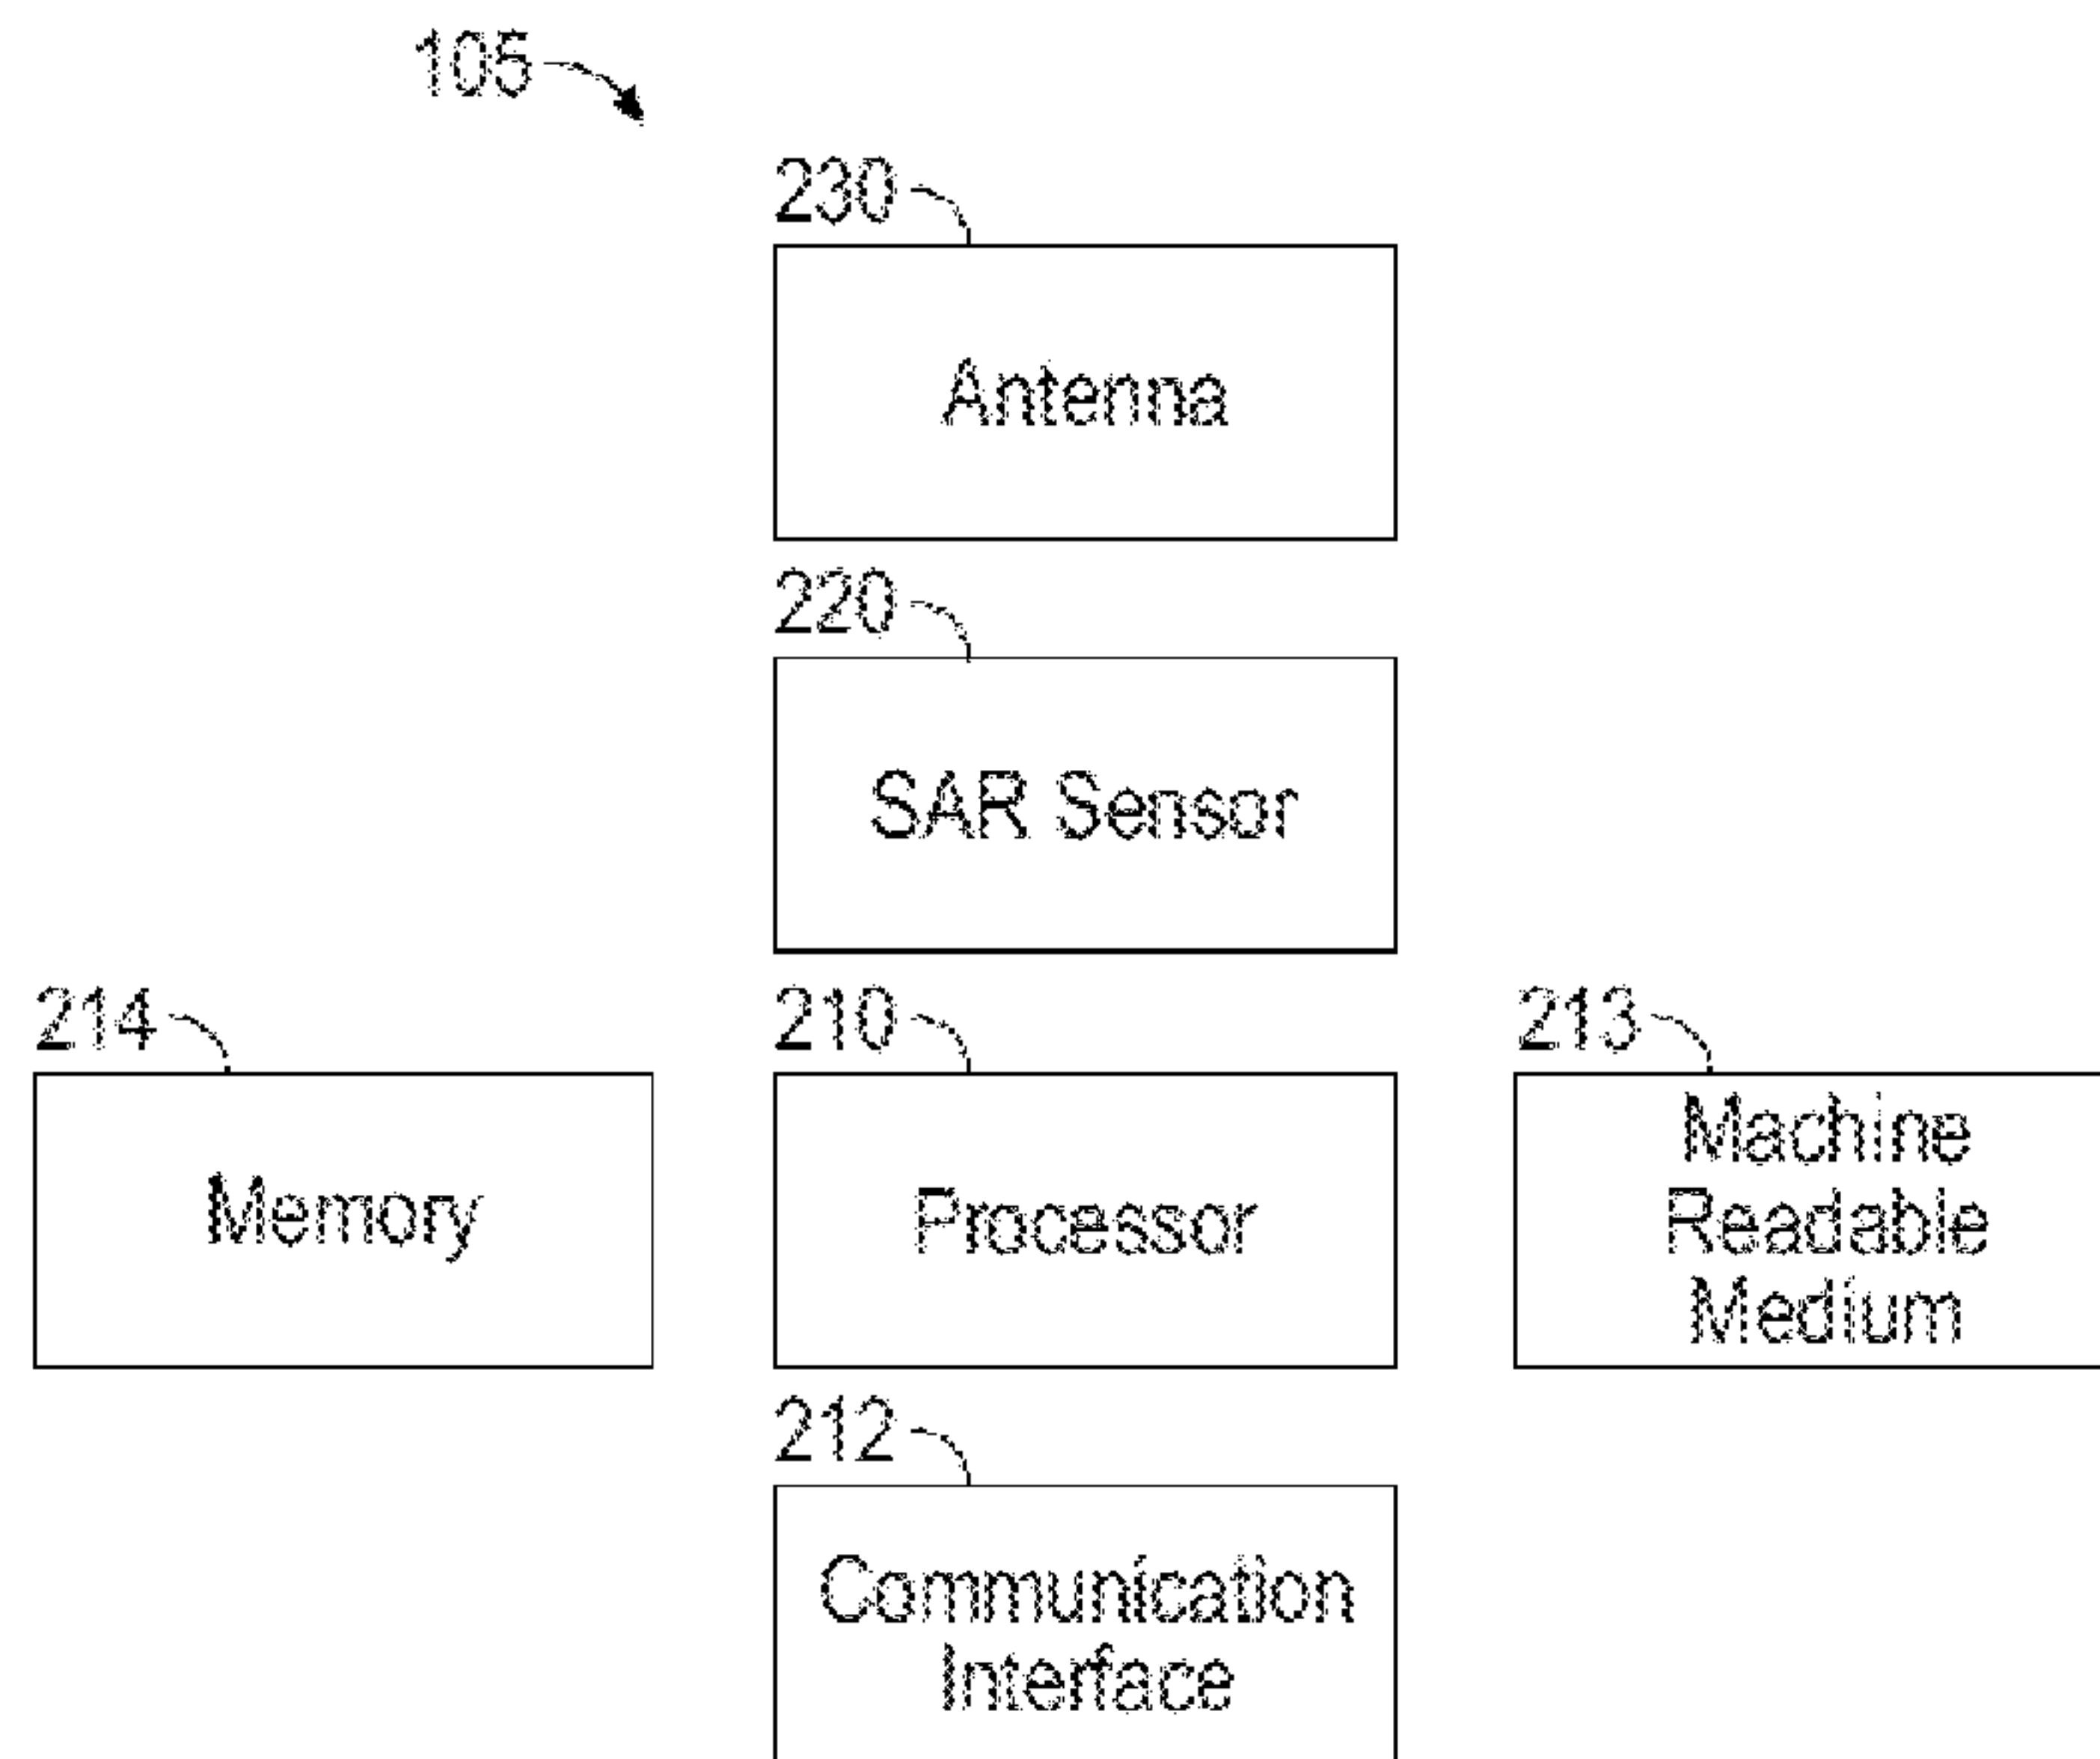 105
230
Antenna
220
SAR Sensor
214
Memory
210
Processor
213
Machine
Readable
Medium
212
Communication
Interface